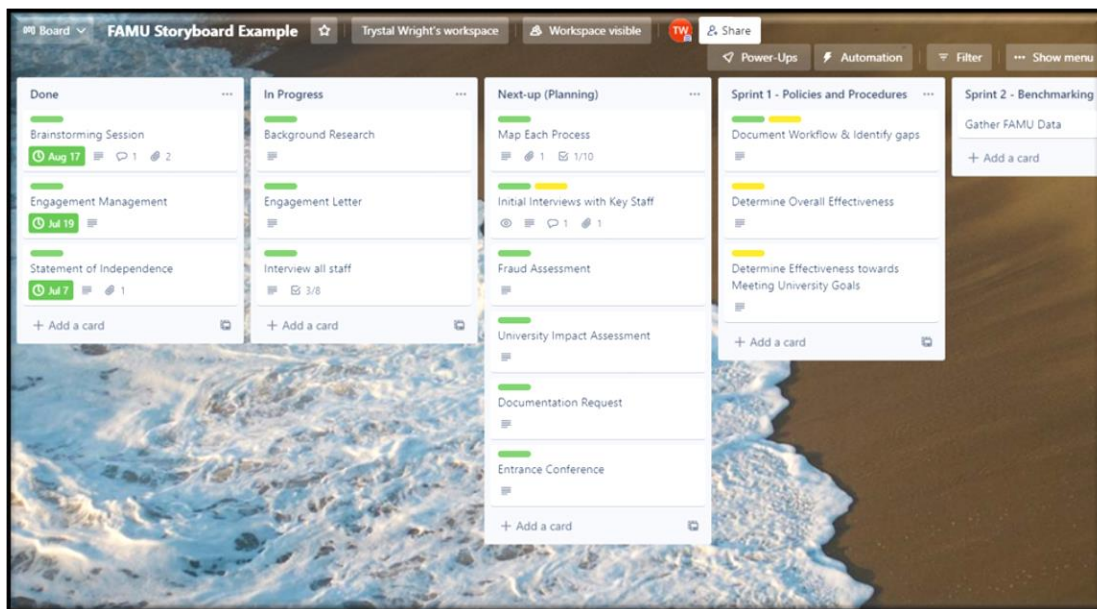 Board
FAMU Storyboard Example
Trystal Wright's workspace
Workspace visible
TW
Share
Power-Ups
Automation
Filter
Show menu
Done
Brainstorming Session
Aug 17
1
2
Engagement Management
Jul 19
Statement of Independence
Jul 7
1
+ Add a card
In Progress
Background Research
Engagement Letter
Interview all staff
3/8
+ Add a card
Next-up (Planning)
Map Each Process
1
1/10
Initial Interviews with Key Staff
1
1
Fraud Assessment
University Impact Assessment
Documentation Request
Entrance Conference
+ Add a card
Sprint 1 - Policies and Procedures
Document Workflow & Identify gaps
Determine Overall Effectiveness
Determine Effectiveness towards
Meeting University Goals
+ Add a card
Sprint 2 - Benchmarking
Gather FAMU Data
+ Add a card